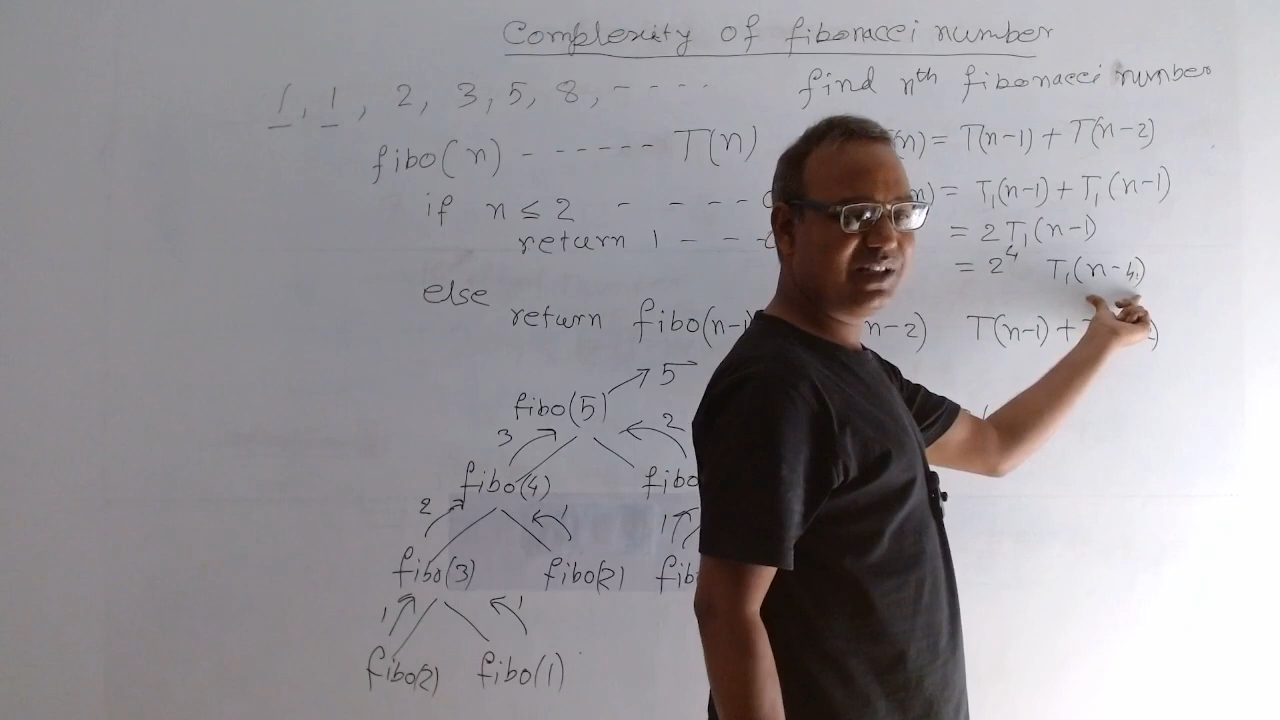 Complexity of fibonacci number
1, 1, 2, 3, 5, 8, - - - -
find nth fibonacci number
fibo(n) - - - - - - T(n)
(n) = T(n-1) + T(n-2)
if n ≤ 2 - - - -
n) = T₁(n-1) + T₁(n-1)
return 1 - - -
= 2 T₁(n-1)
= 2⁴ T₁(n-4)
else
return fibo(n-1) n-2) T(n-1) +
5
fibo(5)
3 2
fibo(4) fibo
2 1 1
fibo(3) fibo(2) fib
1 1
fibo(2) fibo(1)